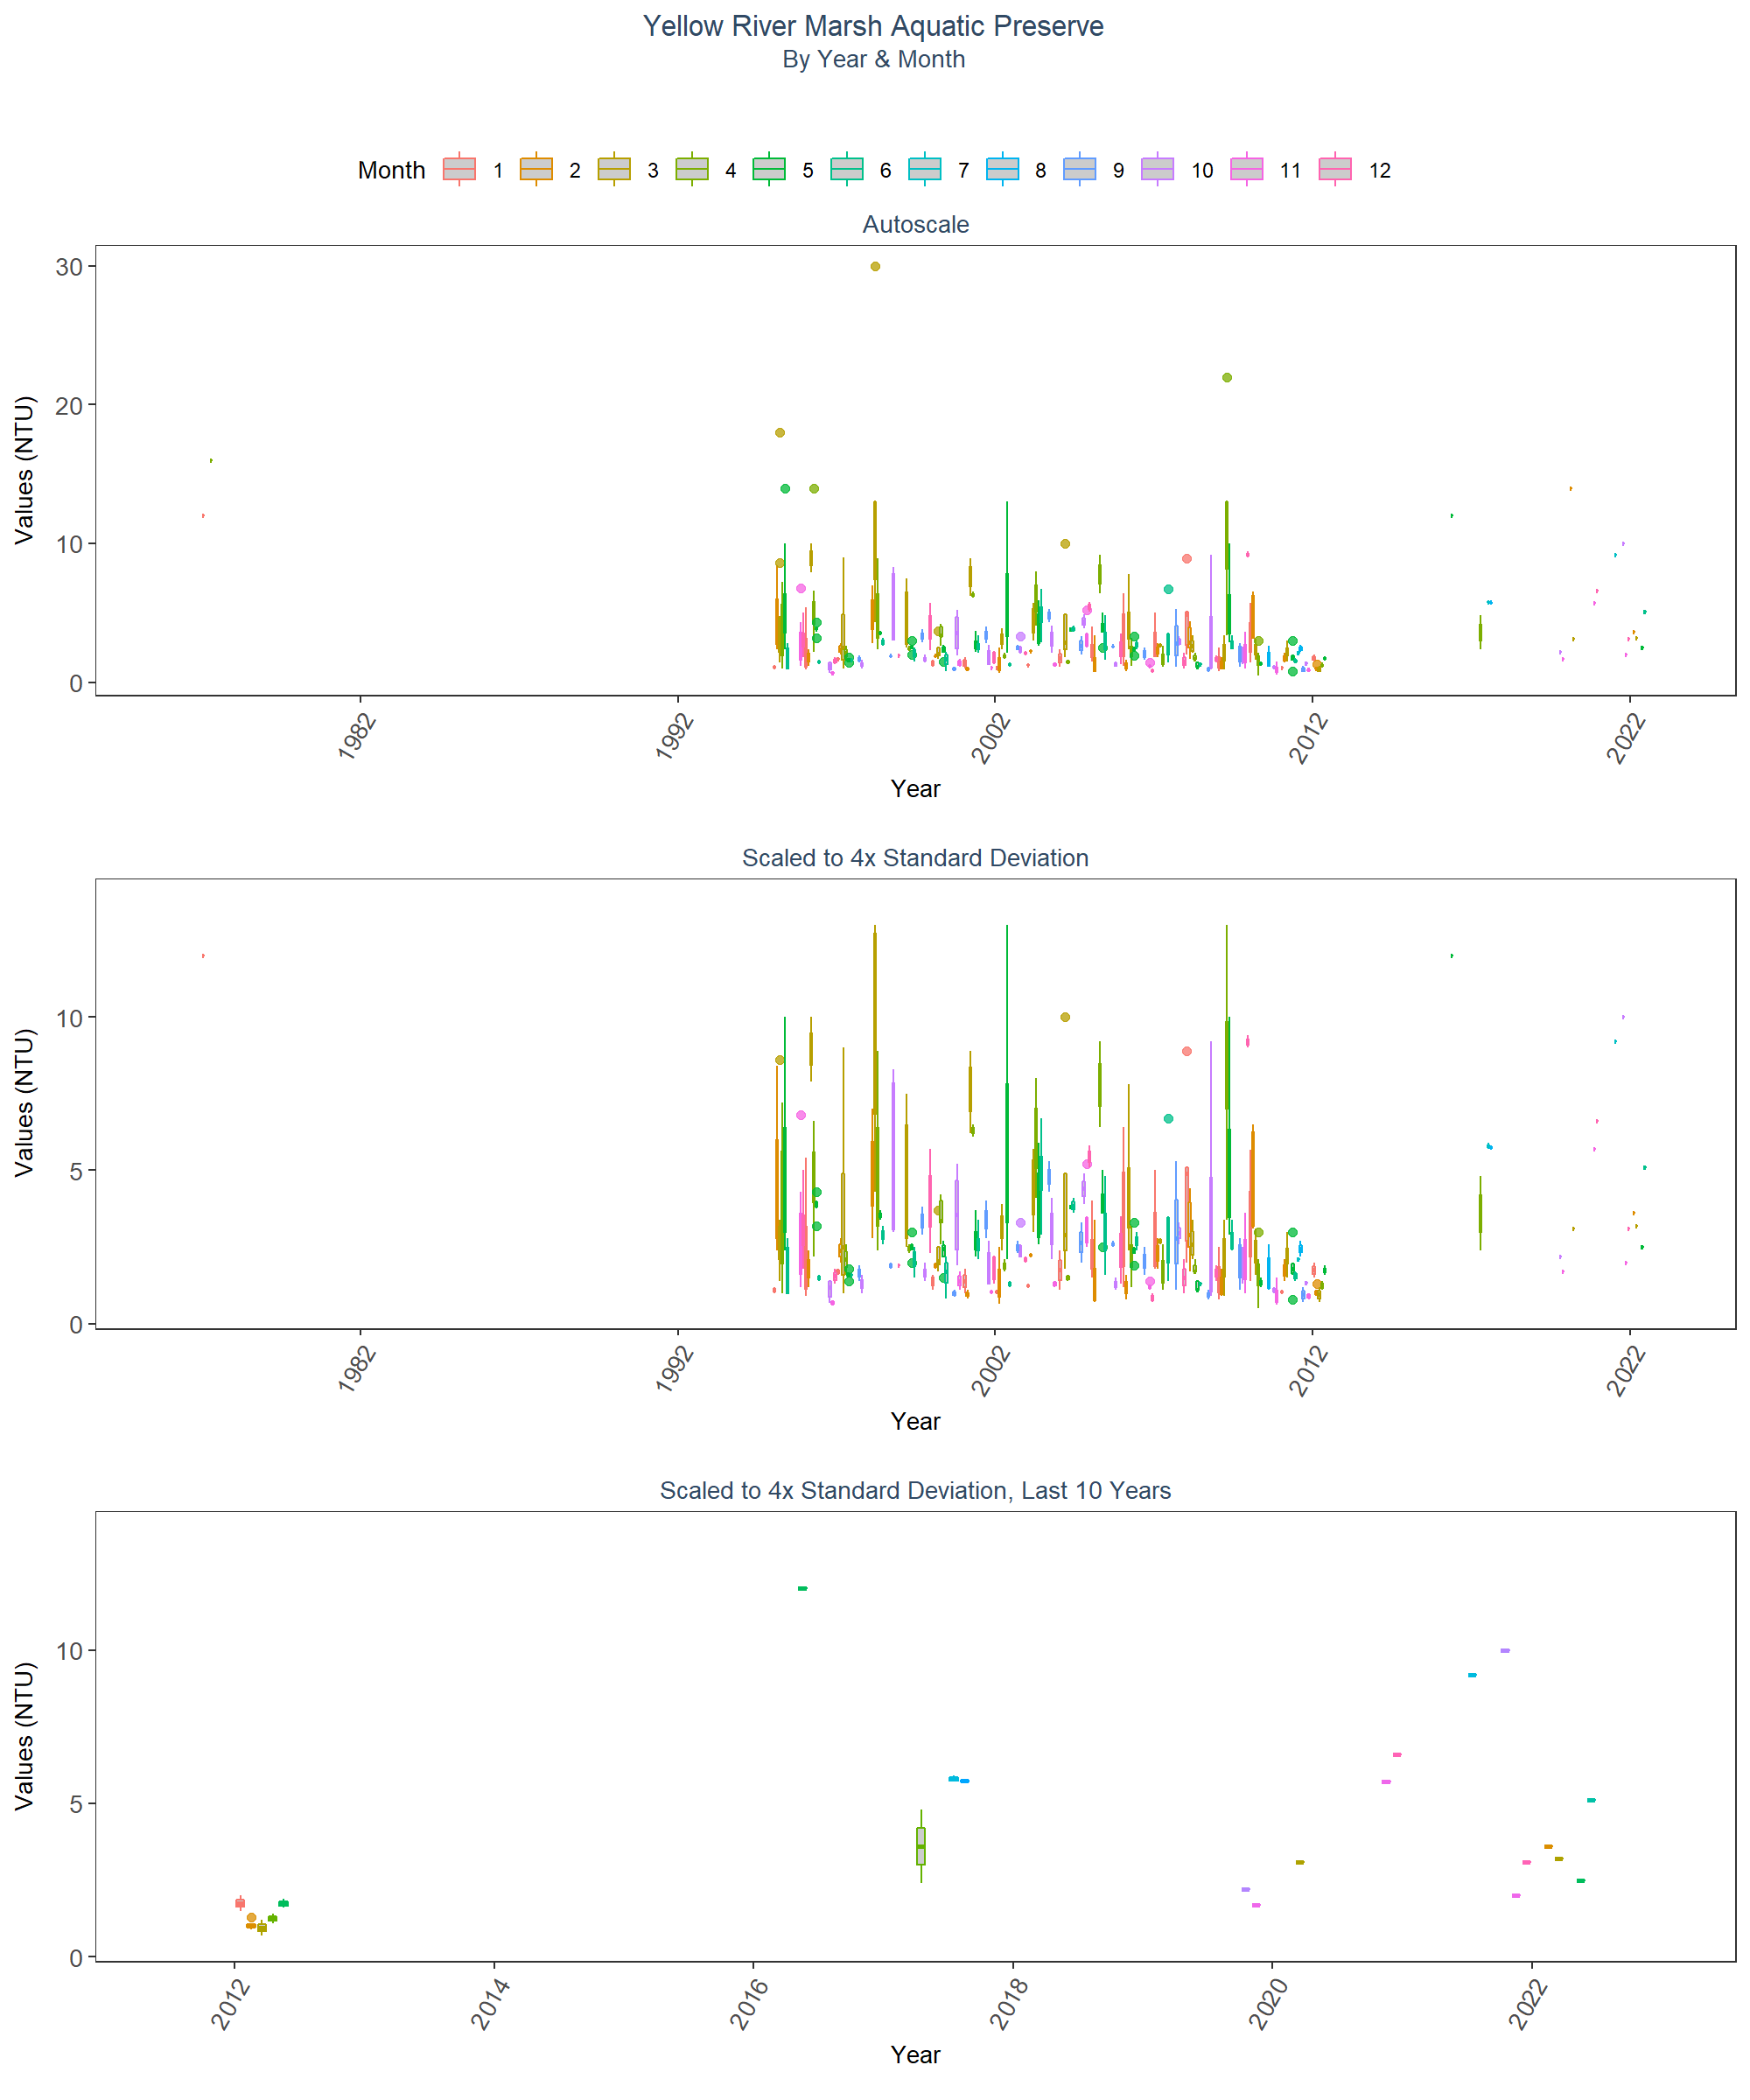 Yellow River Marsh Aquatic Preserve
By Year & Month
Month 1 2 3 4 5 6 7 8 9 10 11 12
Autoscale
Values (NTU)
30
20
10
0
1982 1992 2002 2012 2022
Year
Scaled to 4x Standard Deviation
Values (NTU)
10
5
0
1982 1992 2002 2012 2022
Year
Scaled to 4x Standard Deviation, Last 10 Years
Values (NTU)
10
5
0
2012 2014 2016 2018 2020 2022
Year